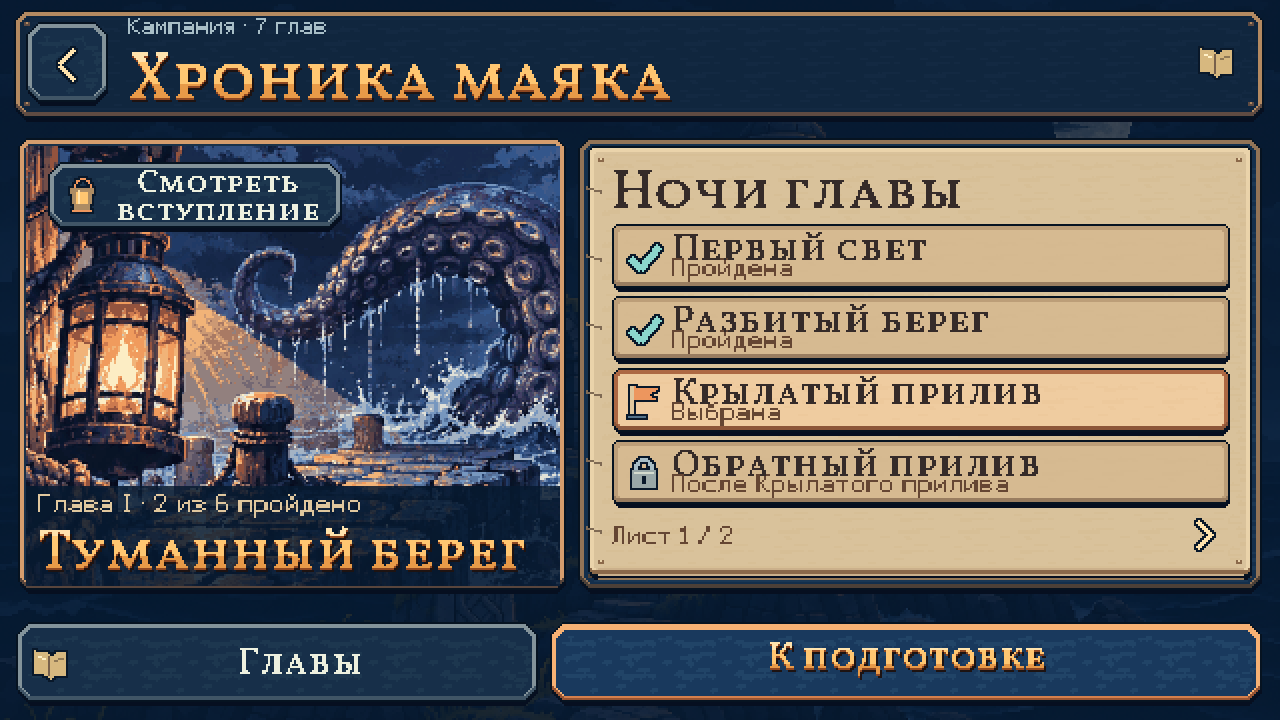 Кампания · 7 глав
Хроника маяка
Смотреть
вступление
Глава I · 2 из 6 пройдено
Туманный берег
Ночи главы
Первый свет
Пройдена
Разбитый берег
Пройдена
Крылатый прилив
Выбрана
Обратный прилив
После Крылатого прилива
Лист 1 / 2
Главы
К подготовке